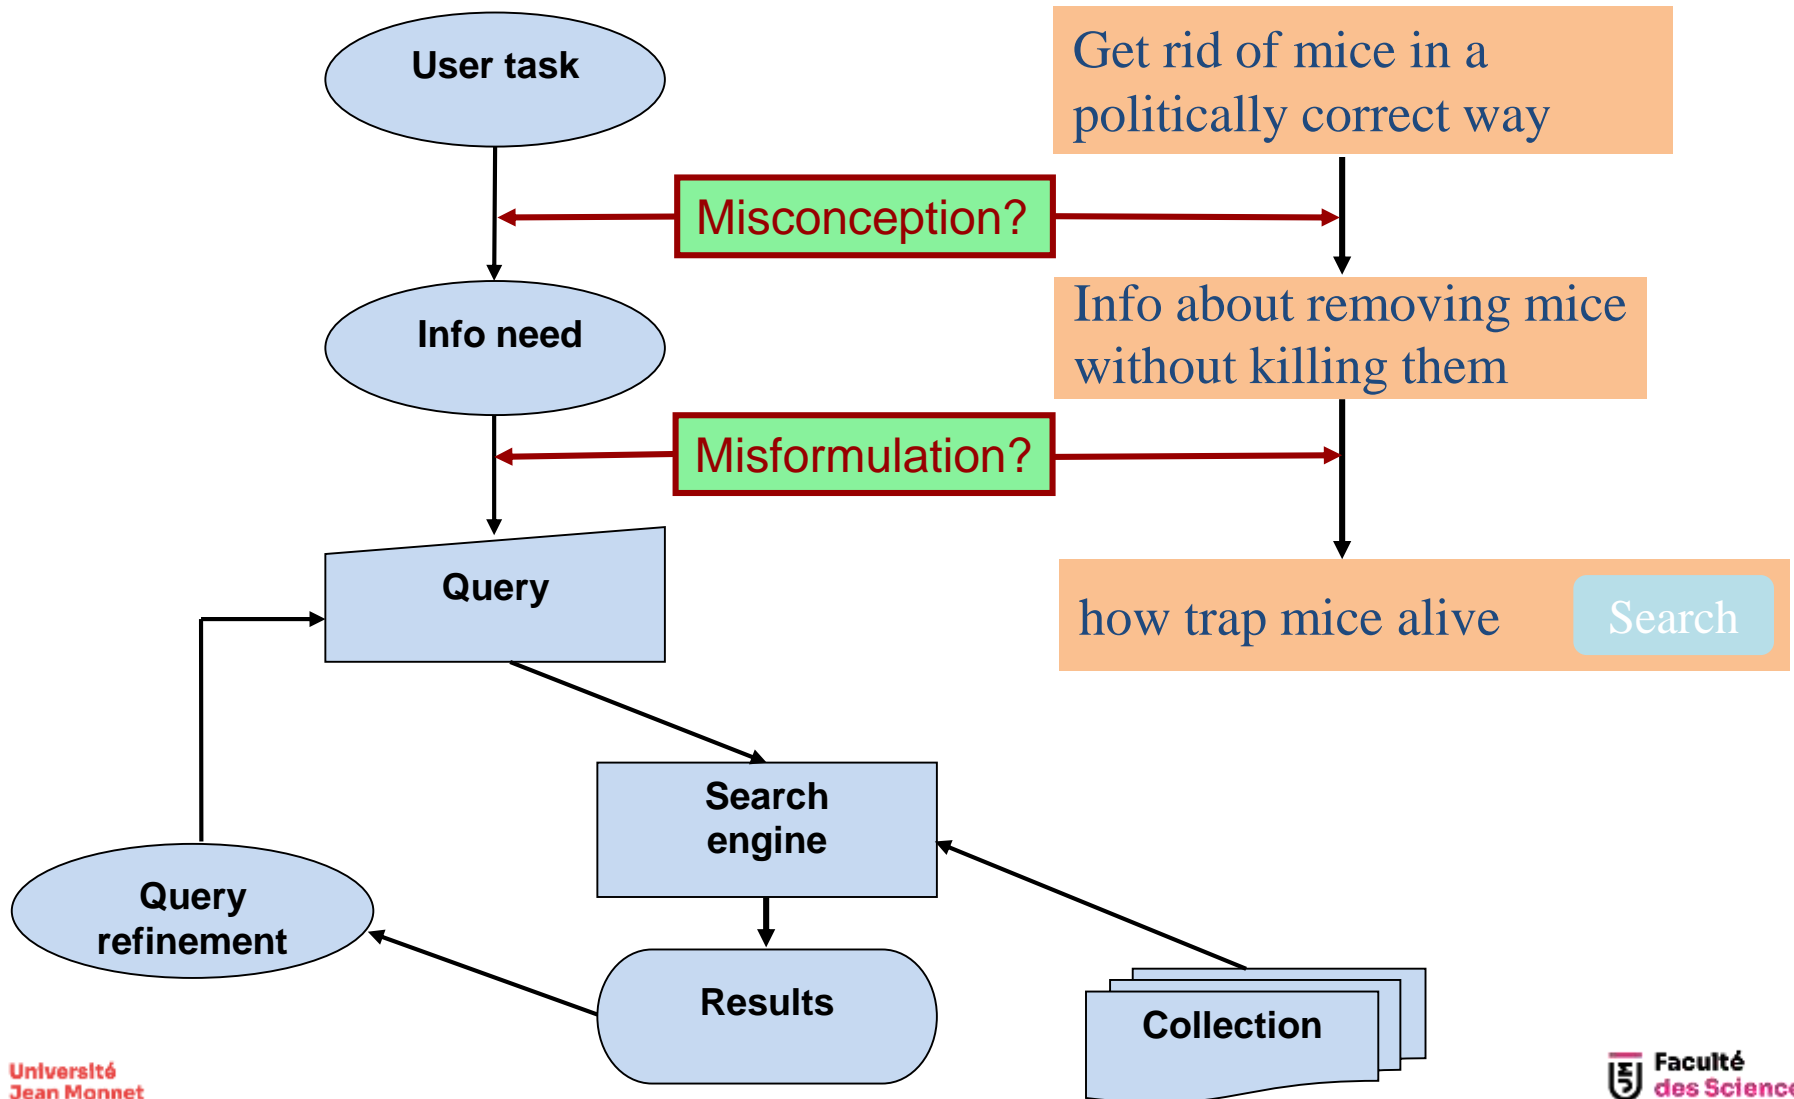 User task
Get rid of mice in a
politically correct way
Misconception?
Info need
Info about removing mice
without killing them
Misformulation?
Query
how trap mice alive
Search
Search
engine
Query
refinement
Results
Collection
Université
Jean Monnet
Faculté
des Science